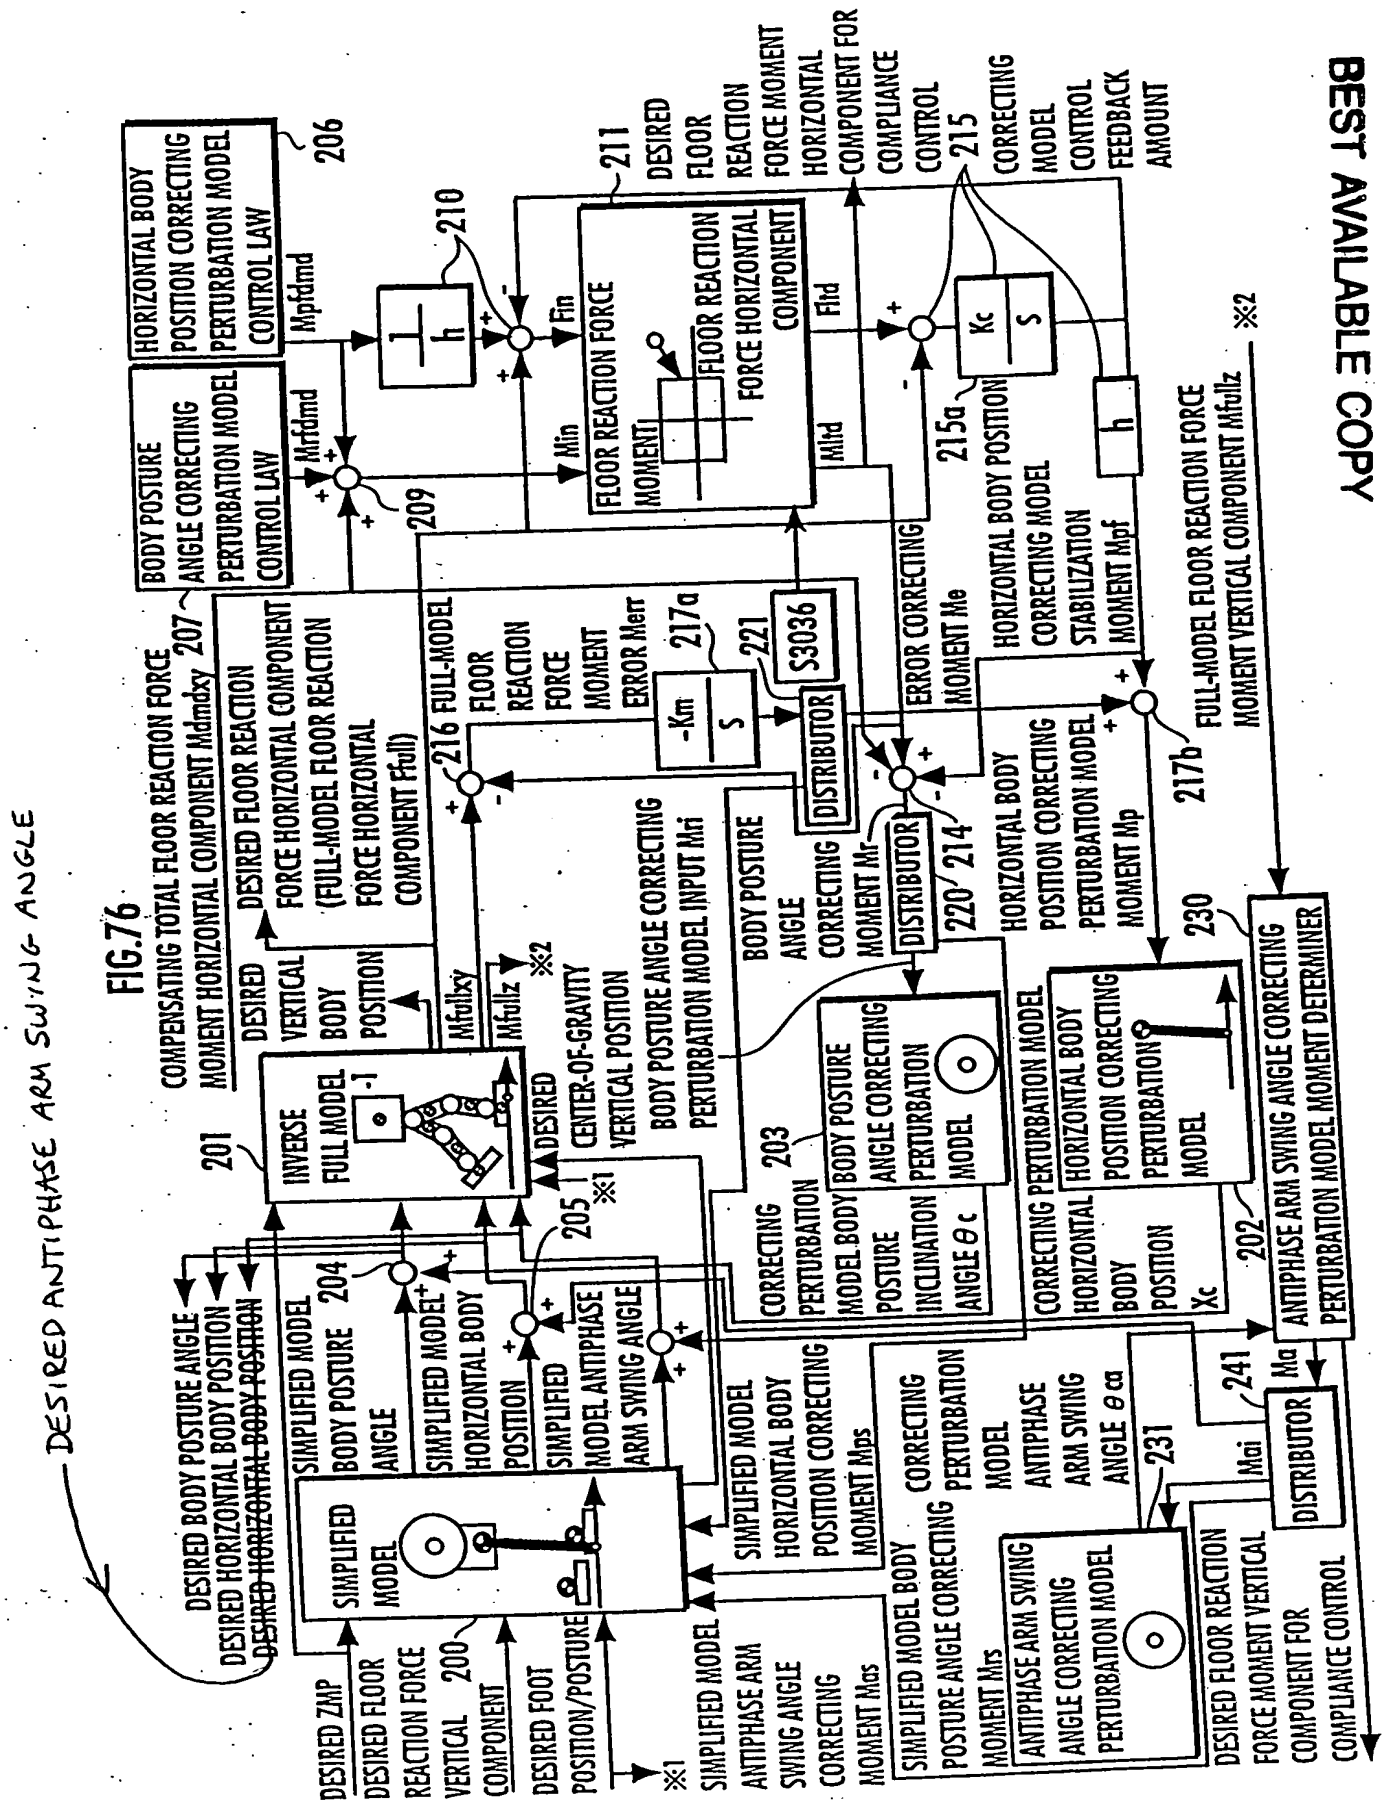 BEST AVAILABLE COPY
DESIRED ANTIPHASE ARM SWING ANGLE
FIG.76
COMPENSATING TOTAL FLOOR REACTION FORCE
MOMENT HORIZONTAL COMPONENT Mdmdxy
207
BODY POSTURE
ANGLE CORRECTING
PERTURBATION MODEL
CONTROL LAW
HORIZONTAL BODY
POSITION CORRECTING
PERTURBATION MODEL
CONTROL LAW
206
Mrfdmd
Mpfdmd
+
+
+
209
1
h
210
+
+
-
Fin
Min
211
FLOOR REACTION FORCE
MOMENT
FLOOR REACTION
FORCE HORIZONTAL
COMPONENT
Mltd
Fltd
DESIRED
FLOOR
REACTION
FORCE MOMENT
HORIZONTAL
COMPONENT FOR
COMPLIANCE
CONTROL
+
-
215
215a
Kc
S
h
CORRECTING
MODEL
CONTROL
FEEDBACK
AMOUNT
DESIRED FLOOR REACTION
FORCE HORIZONTAL COMPONENT
(FULL-MODEL FLOOR REACTION
FORCE HORIZONTAL
COMPONENT Ffull)
DESIRED
VERTICAL
BODY
POSITION
201
INVERSE
FULL MODEL
-1
Mfullxy
Mfullz
※2
DESIRED
CENTER-OF-GRAVITY
VERTICAL POSITION
※1
216
+
-
FULL-MODEL
FLOOR
REACTION
FORCE
MOMENT
ERROR Merr
217a
-Km
S
221
DISTRIBUTOR
S3036
ERROR CORRECTING
MOMENT Me
HORIZONTAL BODY POSITION
CORRECTING MODEL
STABILIZATION
MOMENT Mpf
BODY POSTURE ANGLE CORRECTING
PERTURBATION MODEL INPUT Mri
BODY POSTURE
ANGLE
CORRECTING
MOMENT Mr
-
+
-
214
220
DISTRIBUTOR
HORIZONTAL BODY
POSITION CORRECTING
PERTURBATION MODEL
MOMENT Mp
+
+
217b
FULL-MODEL FLOOR REACTION FORCE
MOMENT VERTICAL COMPONENT Mfullz
※2
DESIRED BODY POSTURE ANGLE
DESIRED HORIZONTAL BODY POSITION
DESIRED HORIZONTAL BODY POSITION
SIMPLIFIED MODEL
BODY POSTURE
ANGLE
204
+
+
SIMPLIFIED MODEL
HORIZONTAL BODY
POSITION
205
+
+
SIMPLIFIED
MODEL ANTIPHASE
ARM SWING ANGLE
+
+
SIMPLIFIED
MODEL
200
DESIRED ZMP
DESIRED FLOOR
REACTION FORCE
VERTICAL
COMPONENT
DESIRED FOOT
POSITION/POSTURE
※1
203
BODY POSTURE
ANGLE CORRECTING
PERTURBATION
MODEL
CORRECTING
PERTURBATION
MODEL BODY
POSTURE
INCLINATION
ANGLE θc
HORIZONTAL BODY
POSITION CORRECTING
PERTURBATION
MODEL
202
CORRECTING PERTURBATION MODEL
HORIZONTAL
BODY
POSITION
Xc
230
ANTIPHASE ARM SWING ANGLE CORRECTING
PERTURBATION MODEL MOMENT DETERMINER
SIMPLIFIED MODEL
HORIZONTAL BODY
POSITION CORRECTING
MOMENT Mps
CORRECTING
PERTURBATION
MODEL
ANTIPHASE
ARM SWING
ANGLE θca
Ma
241
DISTRIBUTOR
Mai
231
SIMPLIFIED MODEL
ANTIPHASE ARM
SWING ANGLE
CORRECTING
MOMENT Mas
SIMPLIFIED MODEL BODY
POSTURE ANGLE CORRECTING
MOMENT Mrs
ANTIPHASE ARM SWING
ANGLE CORRECTING
PERTURBATION MODEL
DESIRED FLOOR REACTION
FORCE MOMENT VERTICAL
COMPONENT FOR
COMPLIANCE CONTROL